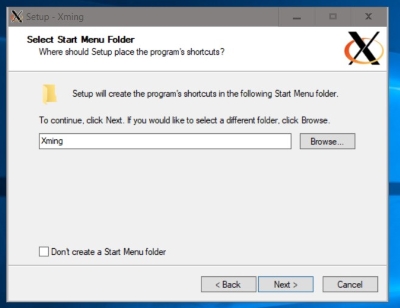 Setup - Xming
Select Start Menu Folder
Where should Setup place the program's shortcuts?
Setup will create the program's shortcuts in the following Start Menu folder.
To continue, click Next. If you would like to select a different folder, click Browse.
Xming
Browse...
Don't create a Start Menu folder
< Back
Next >
Cancel